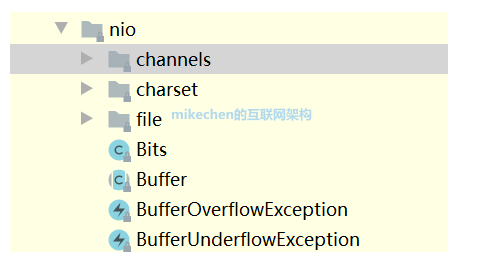 nio
channels
charset
file
mikechen的互联网架构
Bits
Buffer
BufferOverflowException
BufferUnderflowException